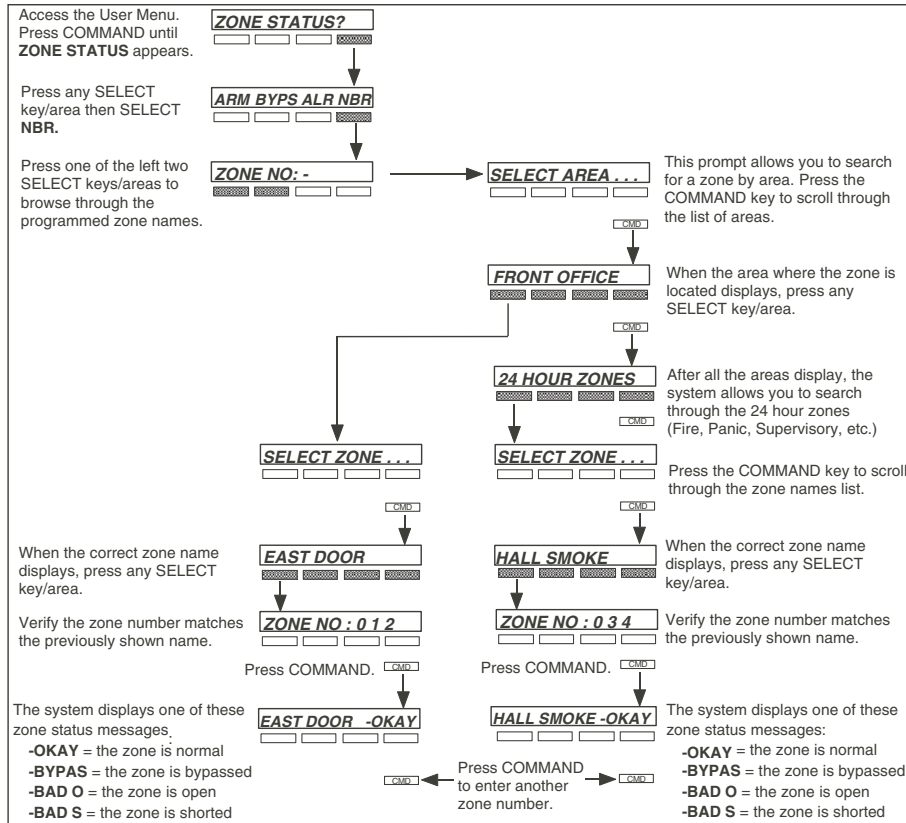 Access the User Menu.
Press COMMAND until
ZONE STATUS appears.
ZONE STATUS?
Press any SELECT
key/area then SELECT
NBR.
ARM BYPS ALR NBR
Press one of the left two
SELECT keys/areas to
browse through the
programmed zone names.
ZONE NO: -
SELECT AREA . . .
This prompt allows you to search
for a zone by area. Press the
COMMAND key to scroll through
the list of areas.
CMD
FRONT OFFICE
When the area where the zone is
located displays, press any
SELECT key/area.
CMD
24 HOUR ZONES
After all the areas display, the
system allows you to search
through the 24 hour zones
(Fire, Panic, Supervisory, etc.)
CMD
SELECT ZONE . . .
SELECT ZONE . . .
Press the COMMAND key to scroll
through the zone names list.
CMD
CMD
When the correct zone name
displays, press any SELECT
key/area.
EAST DOOR
HALL SMOKE
When the correct zone name
displays, press any SELECT
key/area.
Verify the zone number matches
the previously shown name.
ZONE NO : 0 1 2
ZONE NO : 0 3 4
Verify the zone number matches
the previously shown name.
Press COMMAND. CMD
Press COMMAND. CMD
The system displays one of these
zone status messages:
-OKAY = the zone is normal
-BYPAS = the zone is bypassed
-BAD O = the zone is open
-BAD S = the zone is shorted
EAST DOOR -OKAY
HALL SMOKE -OKAY
The system displays one of these
zone status messages:
-OKAY = the zone is normal
-BYPAS = the zone is bypassed
-BAD O = the zone is open
-BAD S = the zone is shorted
CMD
Press COMMAND
to enter another
zone number.
CMD